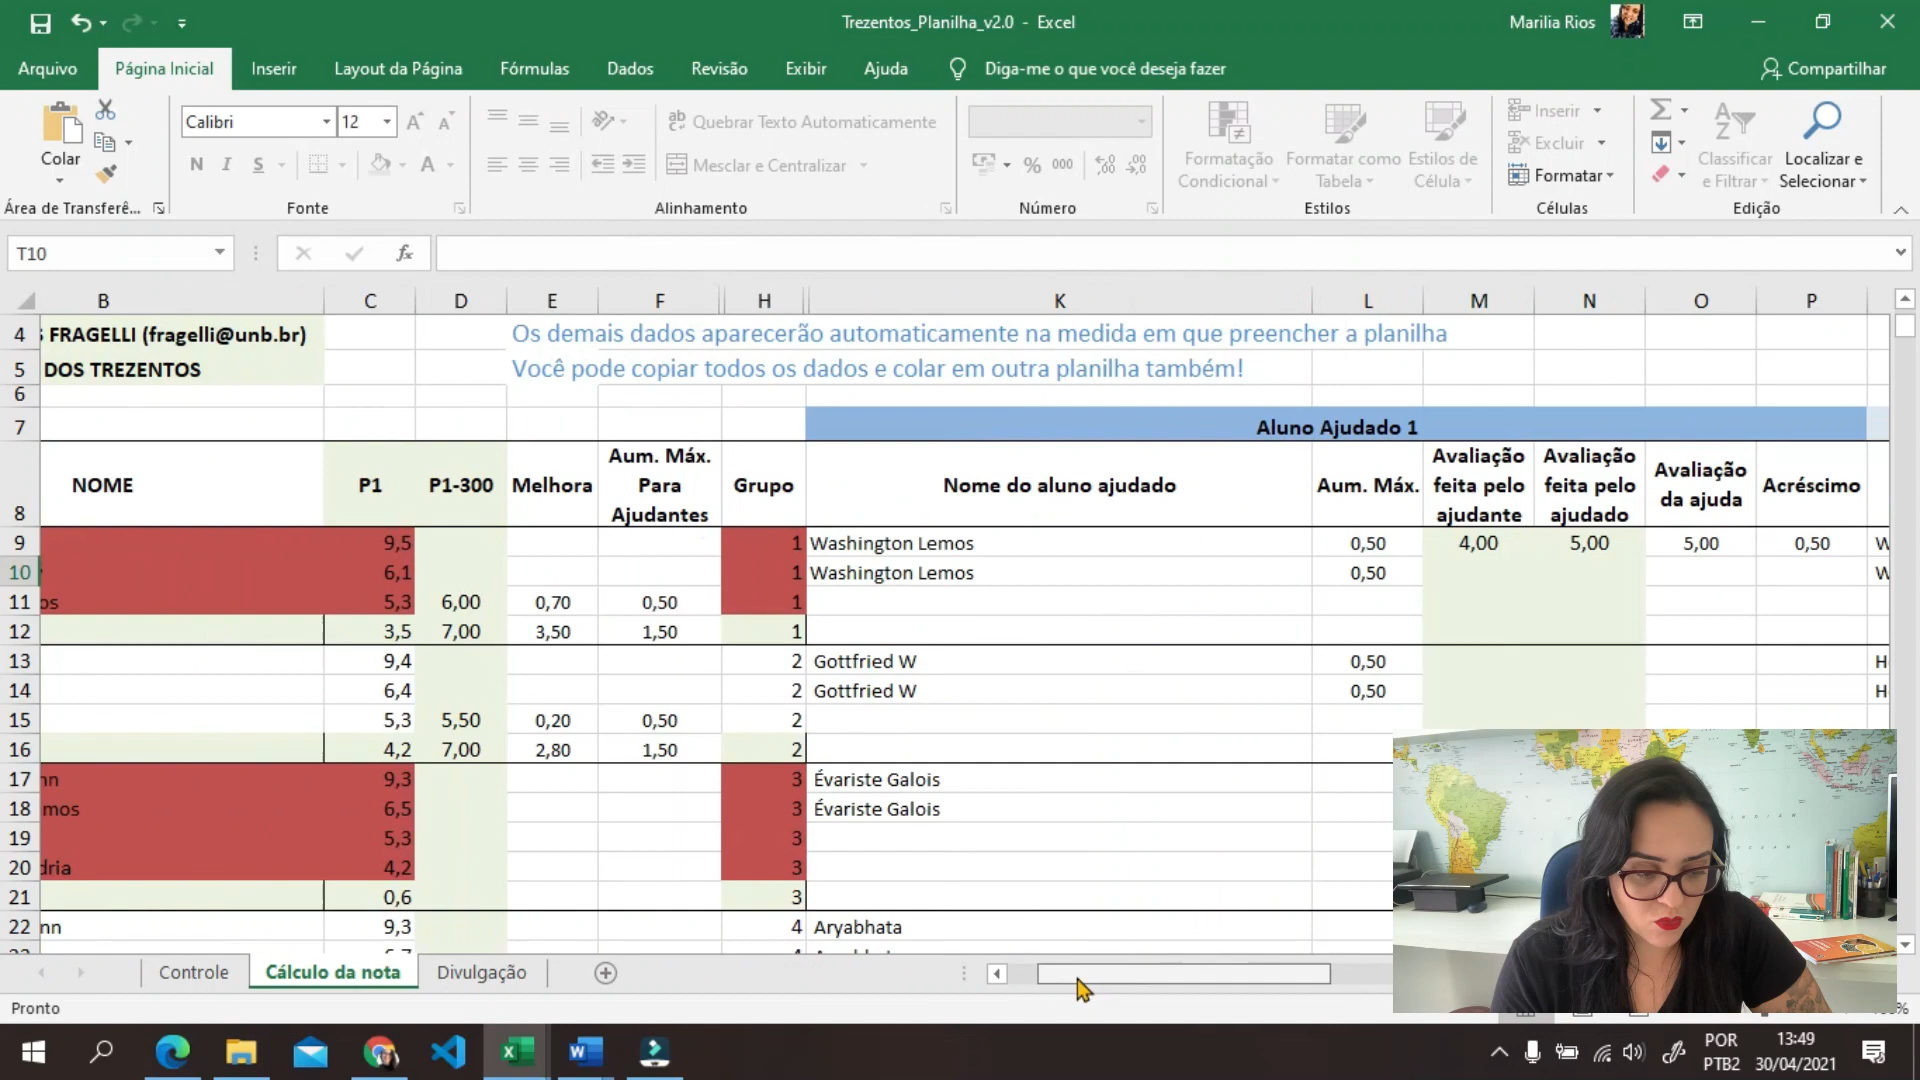 Trezentos_Planilha_v2.0 - Excel
Marilia Rios
Arquivo Página Inicial Inserir Layout da Página Fórmulas Dados Revisão Exibir Ajuda Diga-me o que você deseja fazer Compartilhar
Colar
Área de Transferê...
Calibri 12
N I S
Fonte
ab Quebrar Texto Automaticamente
Mesclar e Centralizar
Alinhamento
% 000
Número
Formatação Condicional
Formatar como Tabela
Estilos de Célula
Estilos
Inserir
Excluir
Formatar
Células
Classificar e Filtrar
Localizar e Selecionar
Edição
T10 fx
B C D E F H K L M N O P
4 FRAGELLI (fragelli@unb.br) Os demais dados aparecerão automaticamente na medida em que preencher a planilha
5 DOS TREZENTOS Você pode copiar todos os dados e colar em outra planilha também!
6
7 Aluno Ajudado 1
8 NOME P1 P1-300 Melhora Aum. Máx. Para Ajudantes Grupo Nome do aluno ajudado Aum. Máx. Avaliação feita pelo ajudante Avaliação feita pelo ajudado Avaliação da ajuda Acréscimo
9 9,5 1 Washington Lemos 0,50 4,00 5,00 5,00 0,50 W
10 6,1 1 Washington Lemos 0,50 W
11 os 5,3 6,00 0,70 0,50 1
12 3,5 7,00 3,50 1,50 1
13 9,4 2 Gottfried W 0,50 H
14 6,4 2 Gottfried W 0,50 H
15 5,3 5,50 0,20 0,50 2
16 4,2 7,00 2,80 1,50 2
17 nn 9,3 3 Évariste Galois
18 mos 6,5 3 Évariste Galois
19 5,3 3
20 dria 4,2 3
21 0,6 3
22 nn 9,3 4 Aryabhata
Controle Cálculo da nota Divulgação
Pronto
POR 13:49
PTB2 30/04/2021